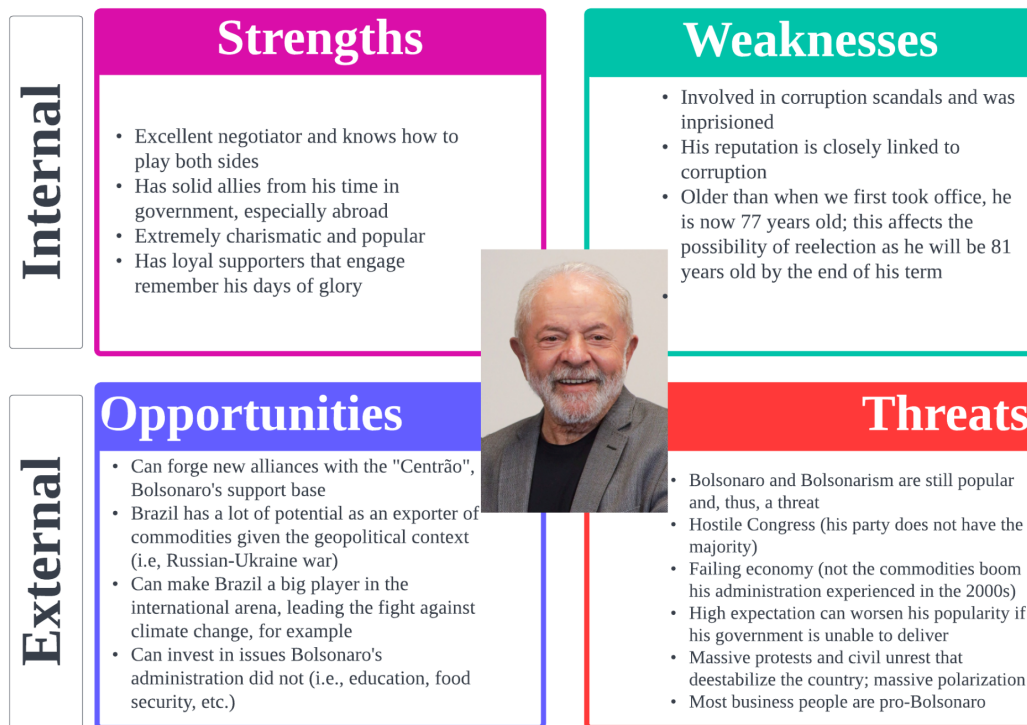 Internal
Strengths
• Excellent negotiator and knows how to
play both sides
• Has solid allies from his time in
government, especially abroad
• Extremely charismatic and popular
• Has loyal supporters that engage
remember his days of glory
Weaknesses
• Involved in corruption scandals and was
inprisioned
• His reputation is closely linked to
corruption
• Older than when we first took office, he
is now 77 years old; this affects the
possibility of reelection as he will be 81
years old by the end of his term
•
External
Opportunities
• Can forge new alliances with the "Centrão",
Bolsonaro's support base
• Brazil has a lot of potential as an exporter of
commodities given the geopolitical context
(i.e, Russian-Ukraine war)
• Can make Brazil a big player in the
international arena, leading the fight against
climate change, for example
• Can invest in issues Bolsonaro's
administration did not (i.e., education, food
security, etc.)
Threats
• Bolsonaro and Bolsonarism are still popular
and, thus, a threat
• Hostile Congress (his party does not have the
majority)
• Failing economy (not the commodities boom
his administration experienced in the 2000s)
• High expectation can worsen his popularity if
his government is unable to deliver
• Massive protests and civil unrest that
deestabilize the country; massive polarization
• Most business people are pro-Bolsonaro